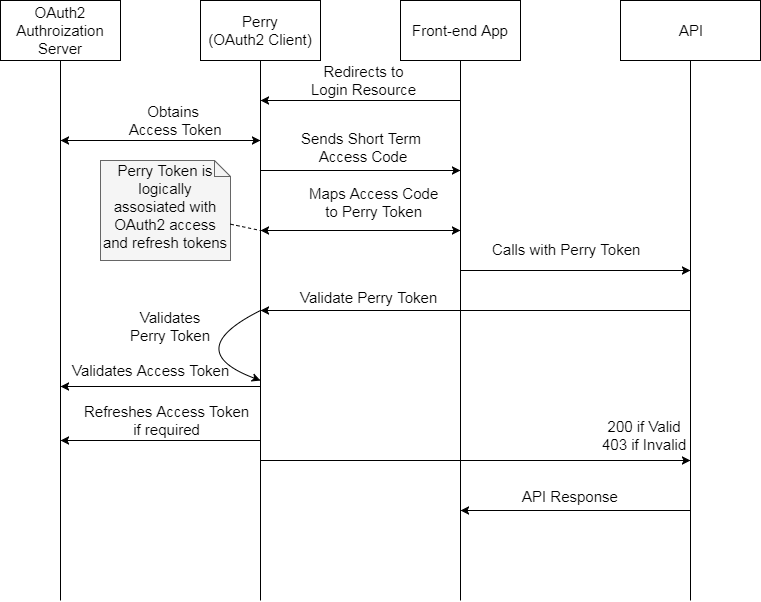 OAuth2
Authroization
Server
Perry
(OAuth2 Client)
Front-end App
API
Redirects to
Login Resource
Obtains
Access Token
Sends Short Term
Access Code
Perry Token is
logically
assosiated with
OAuth2 access
and refresh tokens
Maps Access Code
to Perry Token
Calls with Perry Token
Validate Perry Token
Validates
Perry Token
Validates Access Token
Refreshes Access Token
if required
200 if Valid
403 if Invalid
API Response